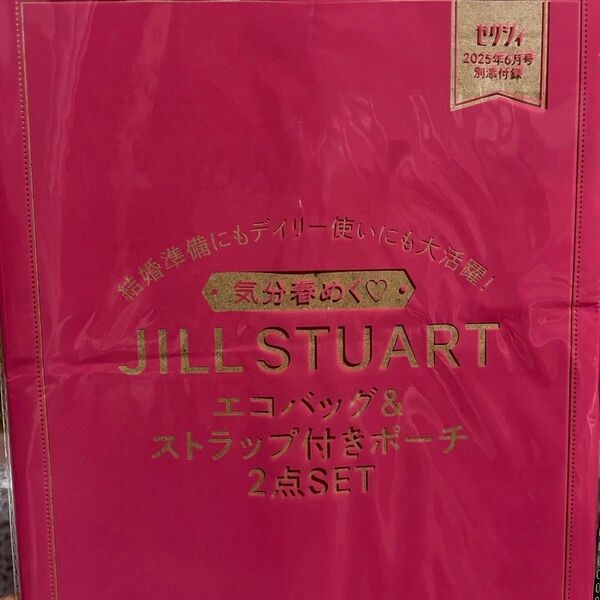 ゼクシィ
2025年6月号
別添付録
結婚準備にもデイリー使いにも大活躍!
気分春めく♡
JILL STUART
エコバッグ&
ストラップ付きポーチ
2点SET